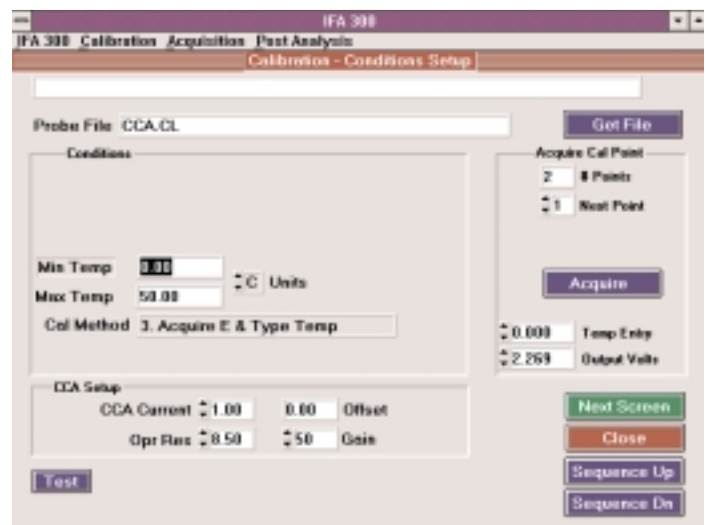 IFA 300
IFA 300 Calibration Acquisition Post Analysis
Calibration - Conditions Setup
Probe File CCA.CL
Get File
Conditions
Acquire Cal Point
2 # Points
1 Next Point
Min Temp 0.00
C Units
Max Temp 50.00
Acquire
Cal Method 3. Acquire E & Type Temp
0.000 Temp Entry
2.269 Output Volts
CCA Setup
CCA Current 1.00 0.00 Offset
Opr Res 8.50 50 Gain
Next Screen
Close
Test
Sequence Up
Sequence Dn